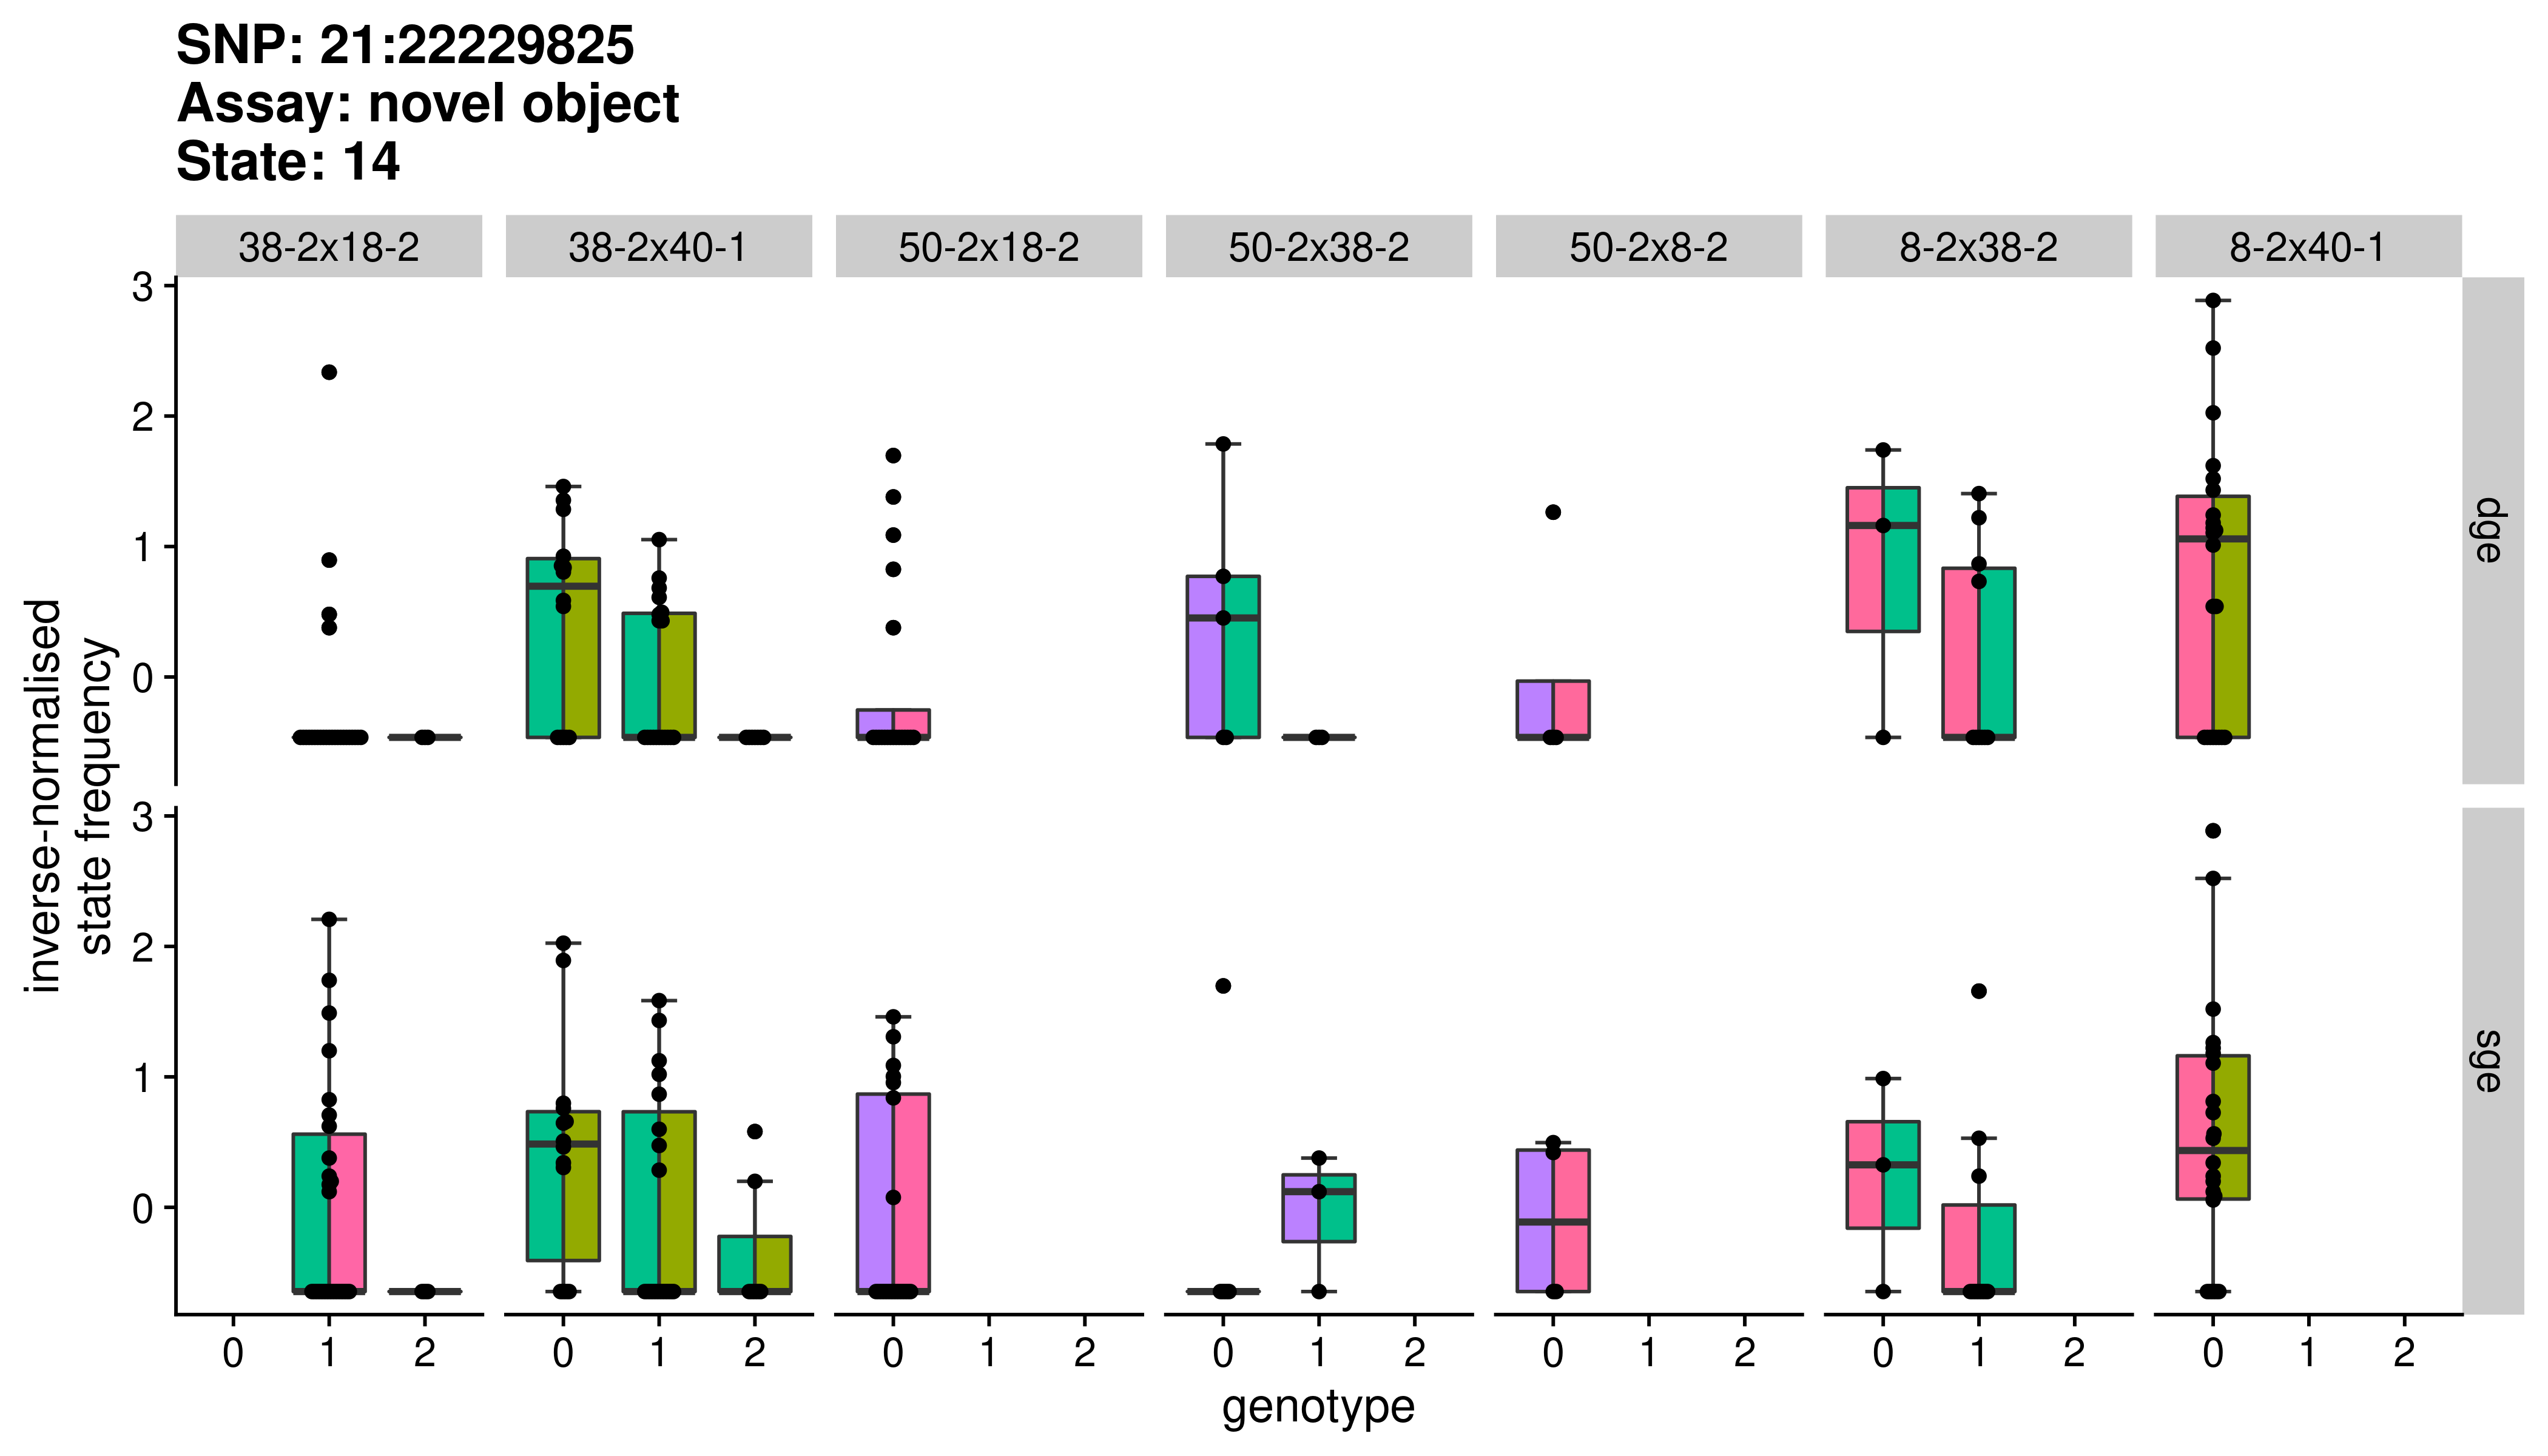 SNP: 21:22229825
Assay: novel object
State: 14
38-2x18-2 38-2x40-1 50-2x18-2 50-2x38-2 50-2x8-2 8-2x38-2 8-2x40-1
3
2
1
0
dge
inverse-normalised
state frequency
3
2
1
0
sge
0 1 2 0 1 2 0 1 2 0 1 2 0 1 2 0 1 2 0 1 2
genotype